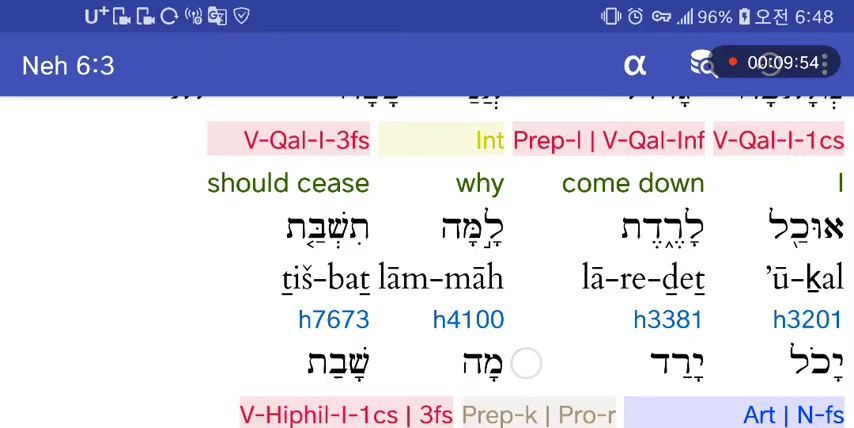 U+ 96% 오전 6:48
Neh 6:3 α 00:09:54
V-Qal-I-3fs Int Prep-l | V-Qal-Inf V-Qal-I-1cs
should cease why come down I
אוּכַ֖ל לָרֶ֑דֶת לָ֣מָּה תִשְׁבַּ֤ת
ṯiš-baṯ lām-māh lā-re-ḏeṯ ’ū-ḵal
h7673 h4100 h3381 h3201
יָכֹל יָרַד מָה שָׁבַת
V-Hiphil-I-1cs | 3fs Prep-k | Pro-r Art | N-fs